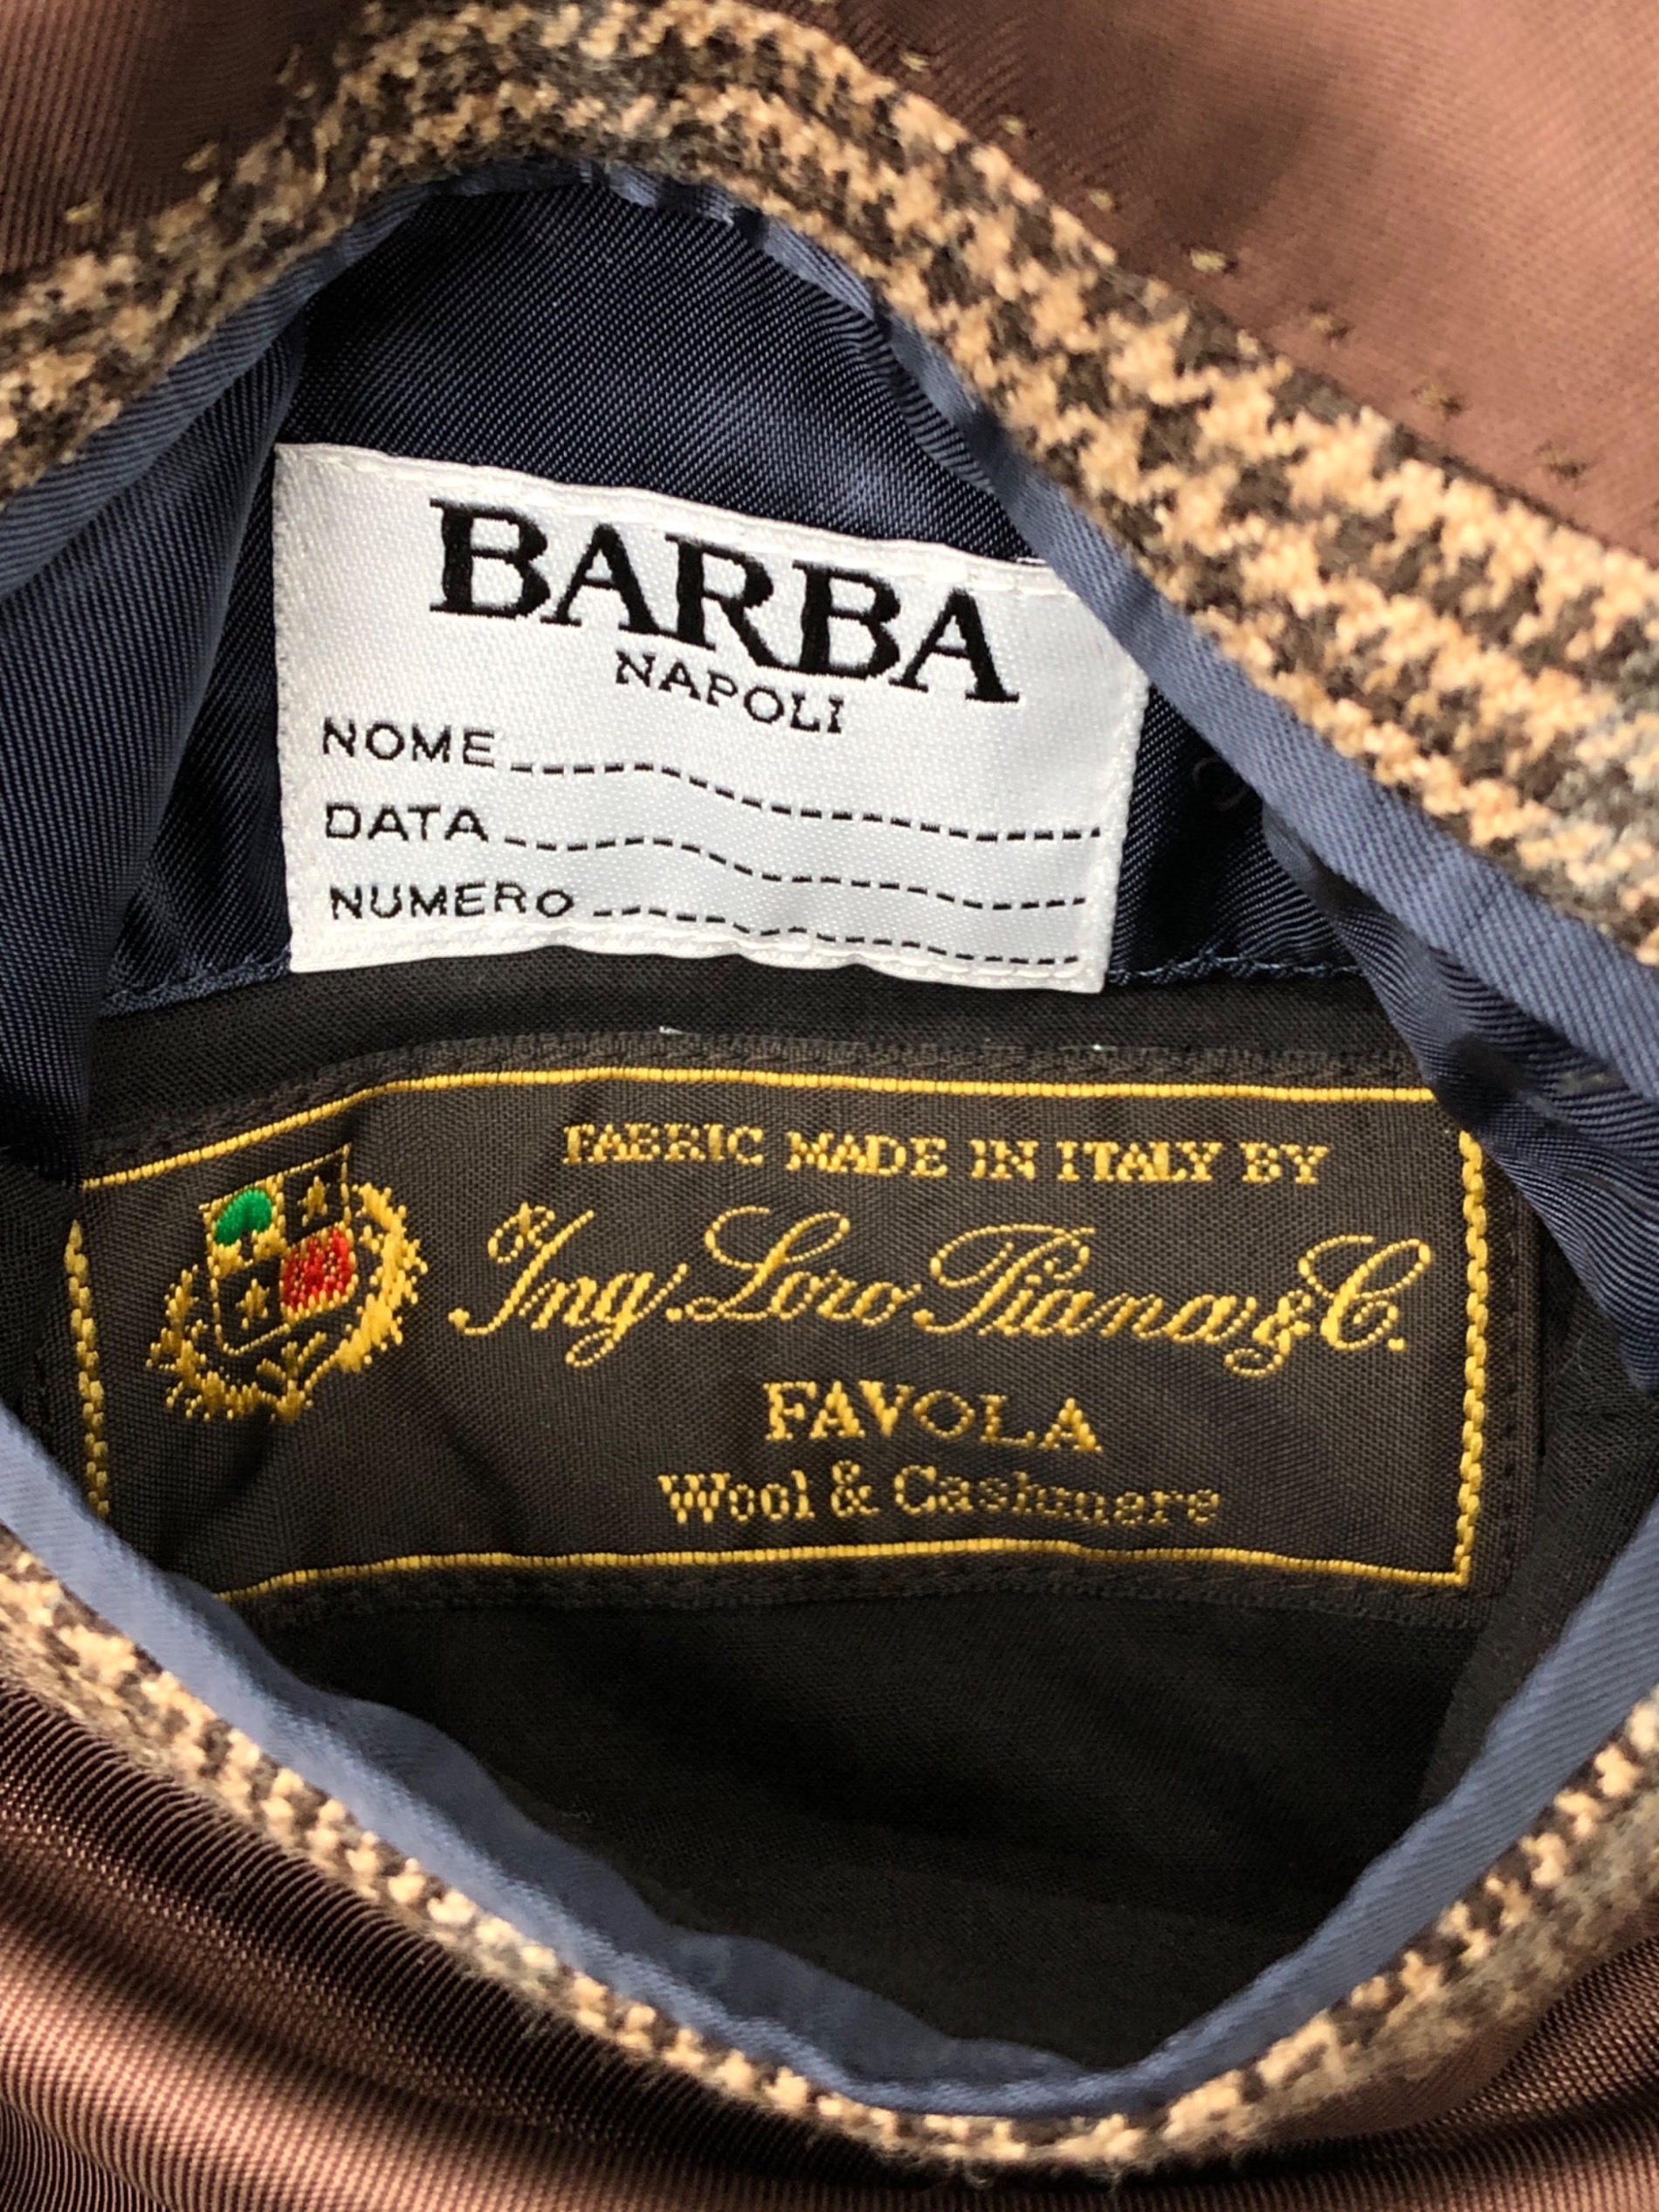 BARBA
NAPOLI
NOME
DATA
NUMERO
FABRIC MADE IN ITALY BY
Ing. Loro Piana & C.
FAVOLA
Wool & Cashmere